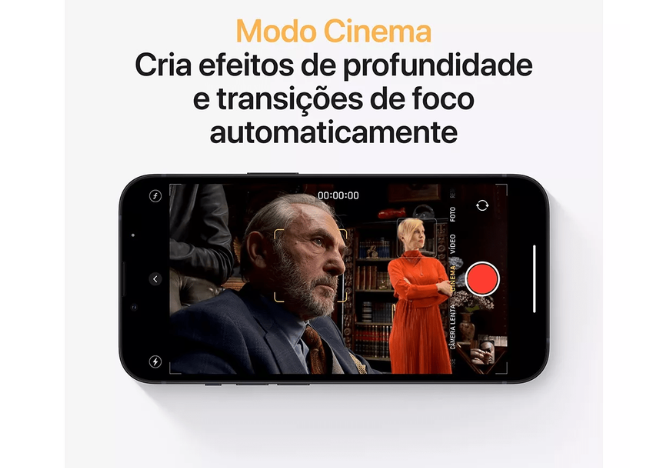 Modo Cinema
Cria efeitos de profundidade
e transições de foco
automaticamente
00:00:00
FOTO
VÍDEO
CINEMA
CÂMERA LENTA